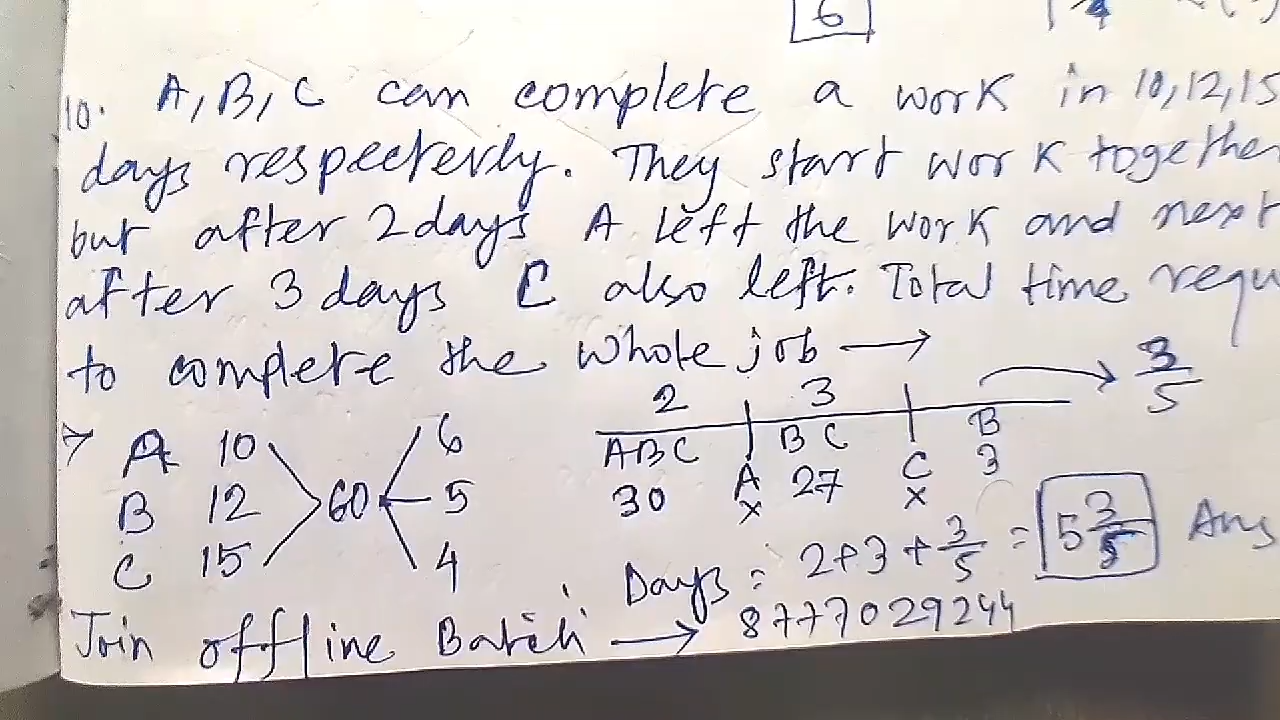 6
10. A, B, C can complete a work in 10, 12, 15
days respecterly. They start work together
but after 2 days A left the work and next
after 3 days C also left. Total time requ
to complete the whole job →
2 3 → 3/5
ABC BC B
30 A x 27 C x 3
→ A 10 6
B 12 60 5
C 15 4
Days = 2+3+3/5 = 5 3/5 Ans
Join offline Batch → 8777029244